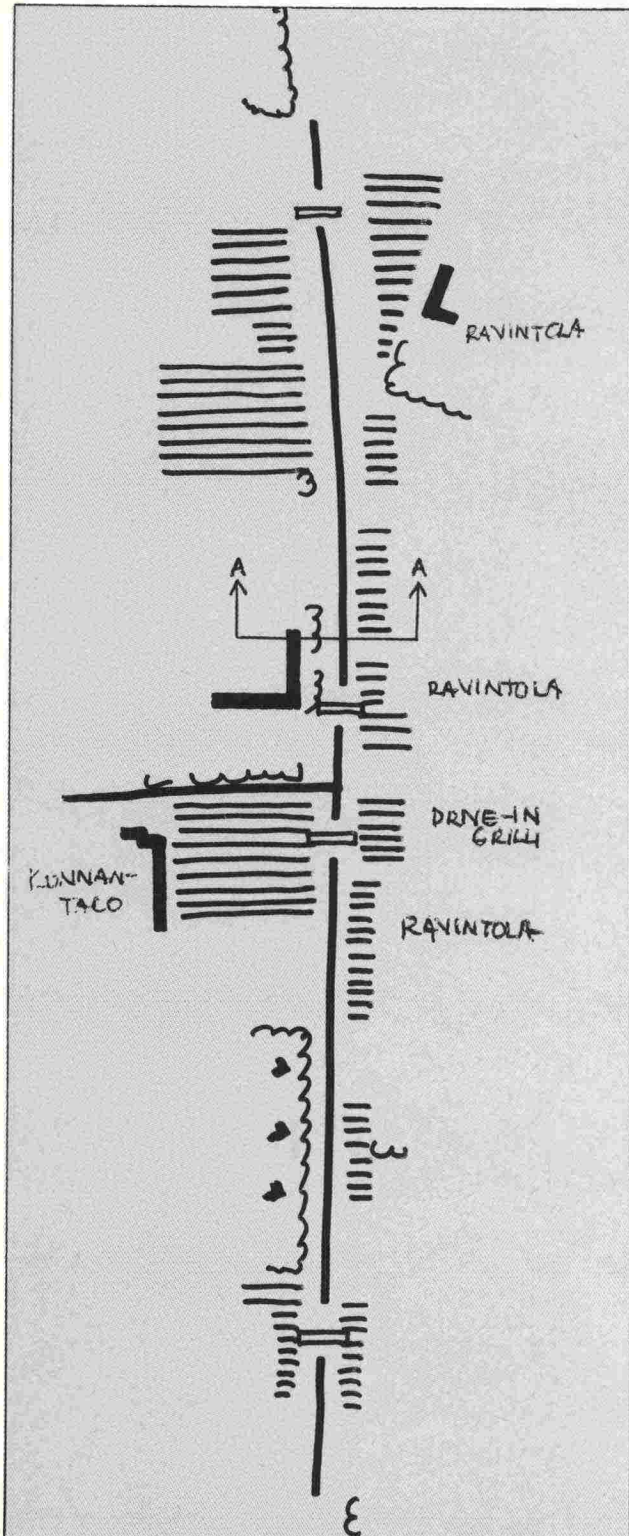 RAVINTOLA
A A
RAVINTOLA
DRIVE-IN
GRILLI
KUNNAN-
TALO
RAVINTOLA